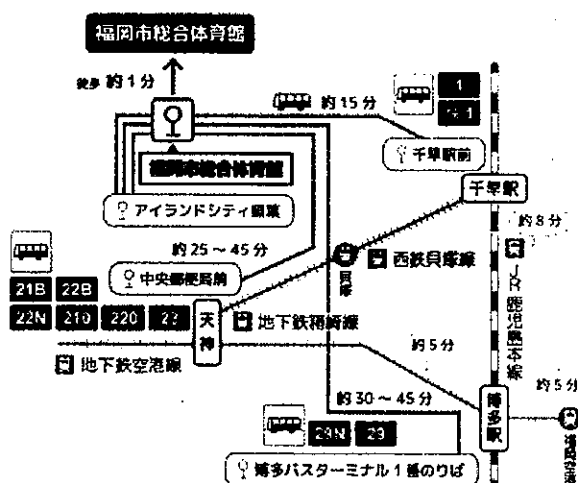 福岡市総合体育館
徒歩 約1分
約15分
1
千早駅前
福岡市総合体育館
千早駅
アイランドシティ照葉
約8分
約25~45分
西鉄貝塚線
貝塚
JR鹿児島本線
中央郵便局前
21B 22B
22N 210 220 22
天神
地下鉄箱崎線
地下鉄空港線
約5分
約30~45分
約5分
博多駅
福岡空港
29N 29
博多バスターミナル1番のりば